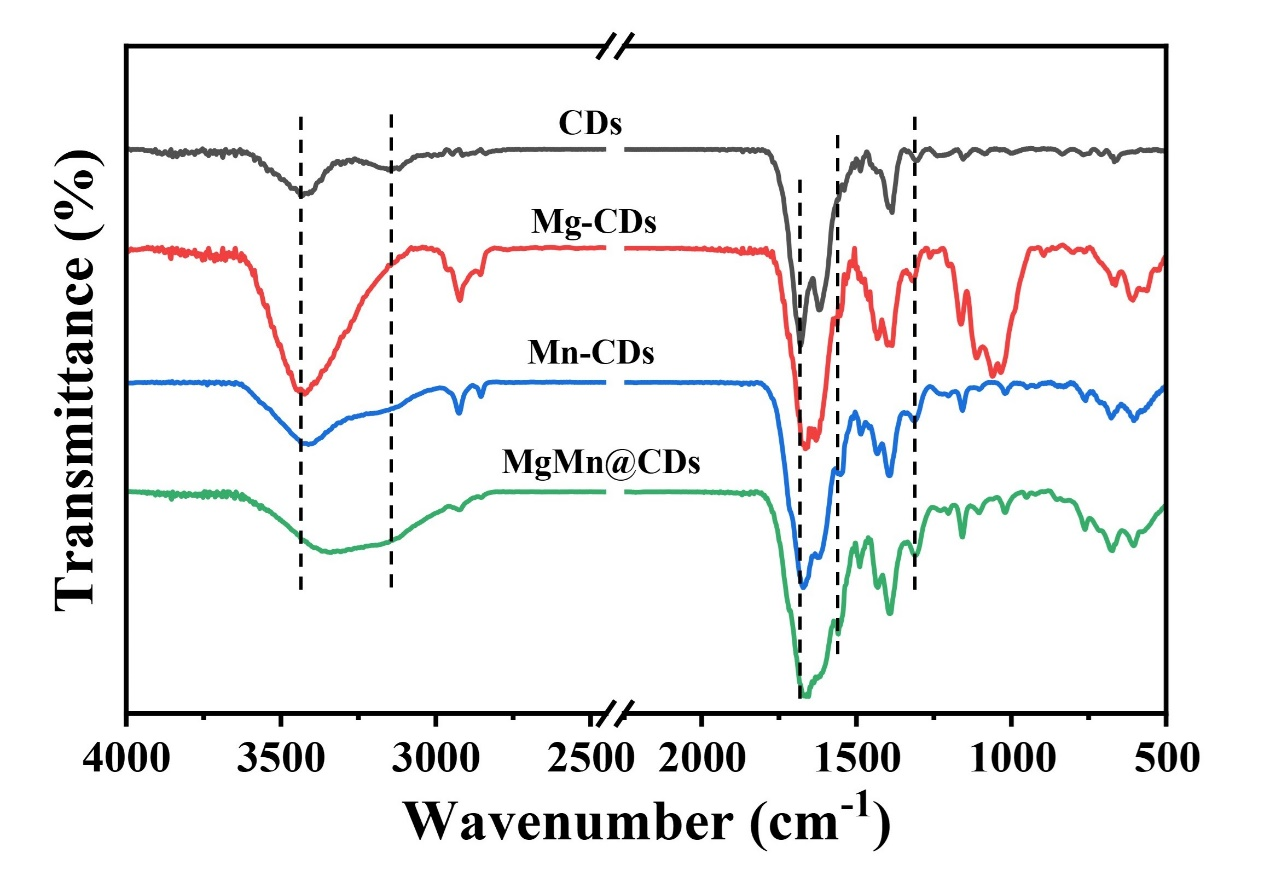 CDs
Mg-CDs
Mn-CDs
MgMn@CDs
Transmittance (%)
4000 3500 3000 2500 2000 1500 1000 500
Wavenumber (cm-1)